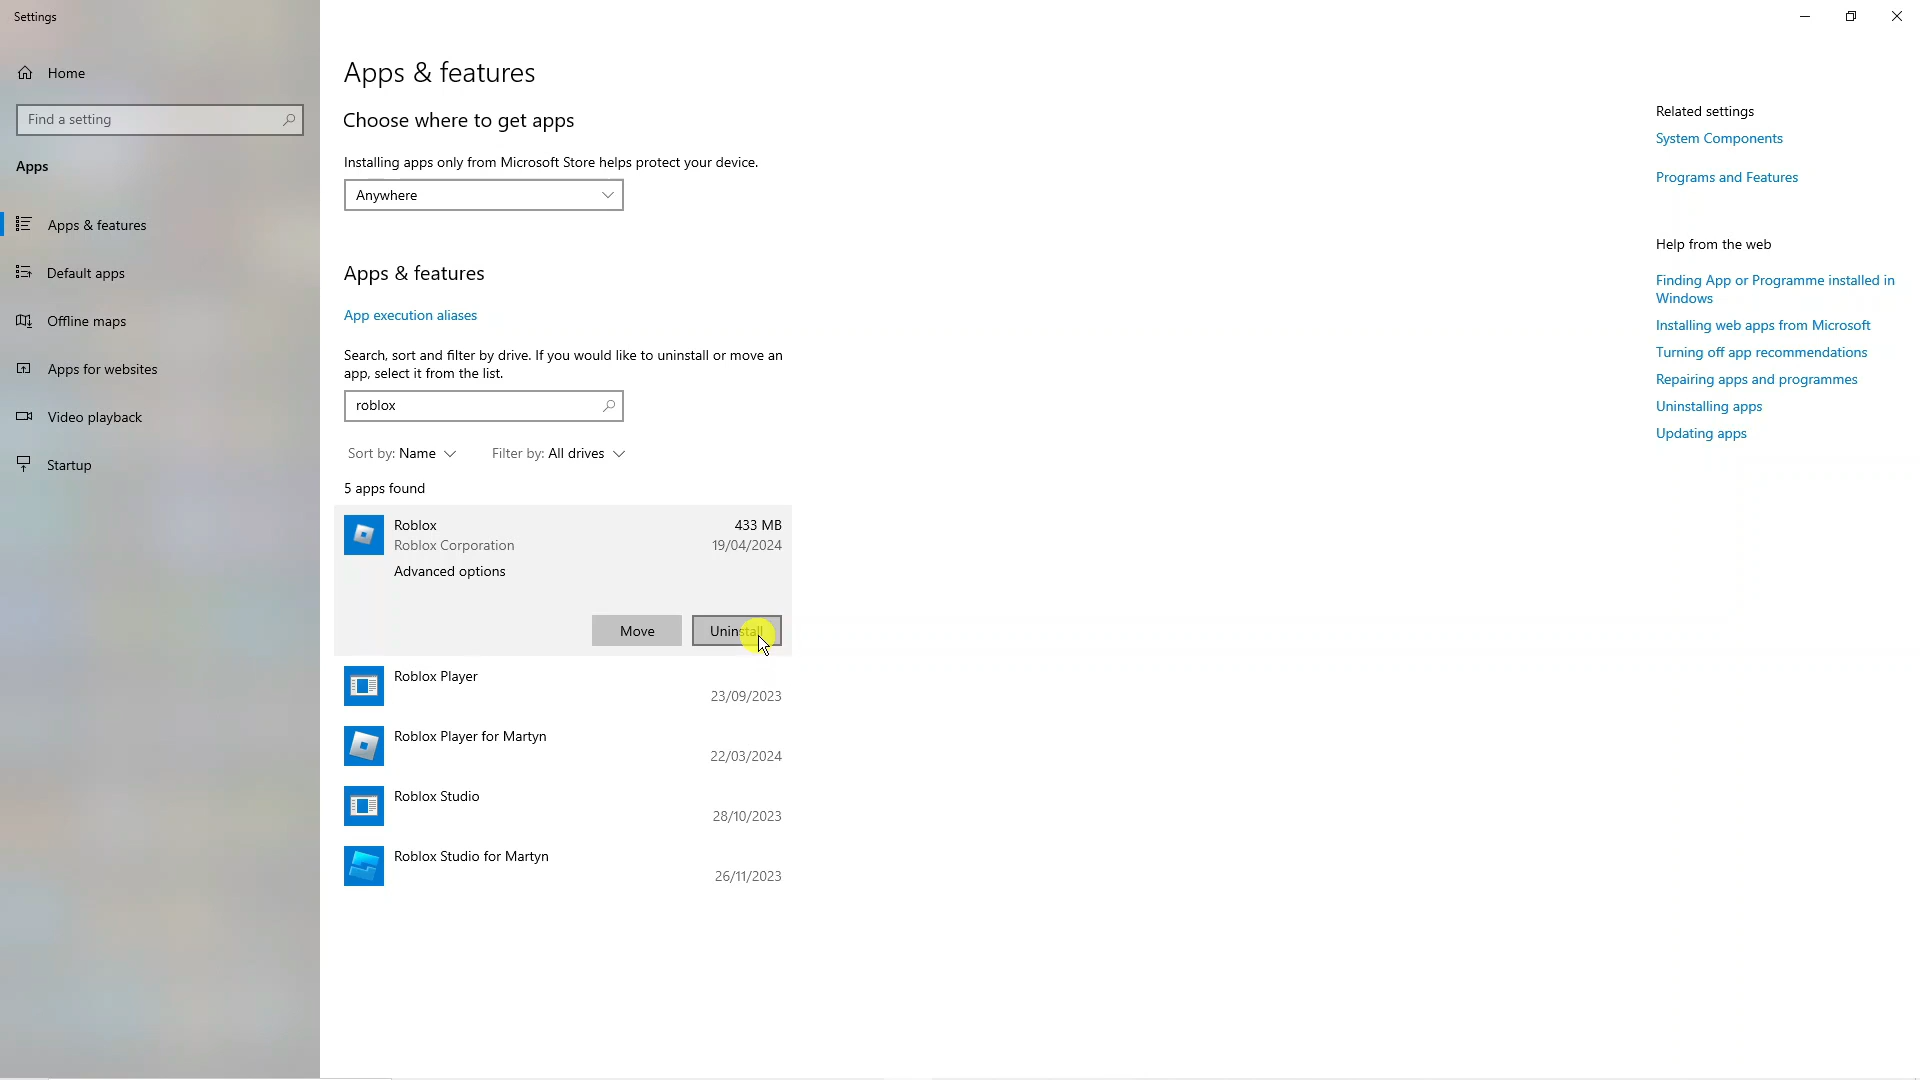 Settings
Home
Find a setting
Apps
Apps & features
Default apps
Offline maps
Apps for websites
Video playback
Startup
Apps & features
Choose where to get apps
Installing apps only from Microsoft Store helps protect your device.
Anywhere
Apps & features
App execution aliases
Search, sort and filter by drive. If you would like to uninstall or move an
app, select it from the list.
roblox
Sort by: Name Filter by: All drives
5 apps found
Roblox 433 MB
Roblox Corporation 19/04/2024
Advanced options
Move Uninstall
Roblox Player
23/09/2023
Roblox Player for Martyn
22/03/2024
Roblox Studio
28/10/2023
Roblox Studio for Martyn
26/11/2023
Related settings
System Components
Programs and Features
Help from the web
Finding App or Programme installed in
Windows
Installing web apps from Microsoft
Turning off app recommendations
Repairing apps and programmes
Uninstalling apps
Updating apps